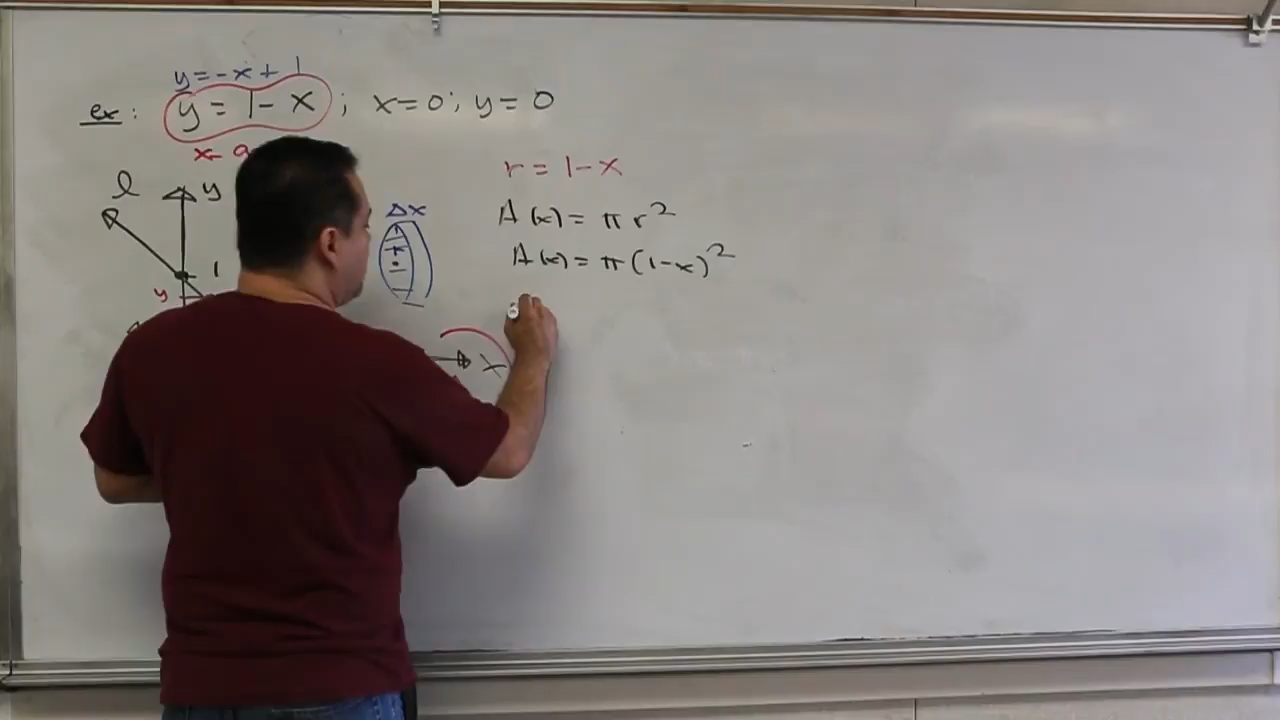 y = -x + 1
ex: y = 1 - x ; x = 0 ; y = 0
r = 1 - x
l
y
Δx
A(x) = π r²
1
A(x) = π(1-x)²
y
x